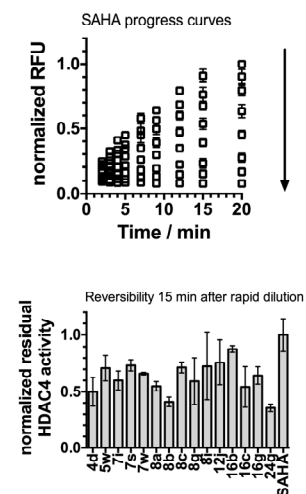 SAHA progress curves
normalized RFU
1.0
0.5
0.0
0 5 10 15 20
Time / min
Reversibility 15 min after rapid dilution
normalized residual
HDAC4 activity
1.0
0.5
0.0
4d 5w 7i 7s 7w 8a 8b 8c 8g 8i 12j 16b 16c 16g 24g SAHA